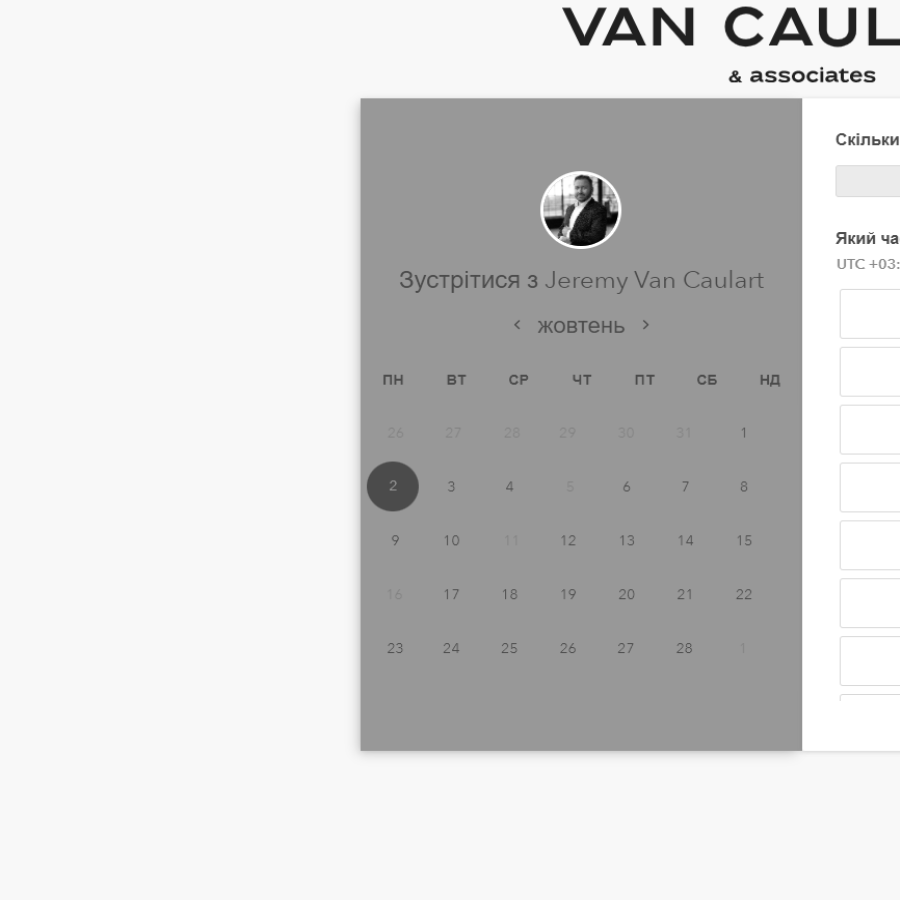 VAN CAUL
& associates
Зустрітися з Jeremy Van Caulart
жовтень
ПН ВТ СР ЧТ ПТ СБ НД
26 27 28 29 30 31 1
2 3 4 5 6 7 8
9 10 11 12 13 14 15
16 17 18 19 20 21 22
23 24 25 26 27 28 1
Скільки
Який ча
UTC +03: